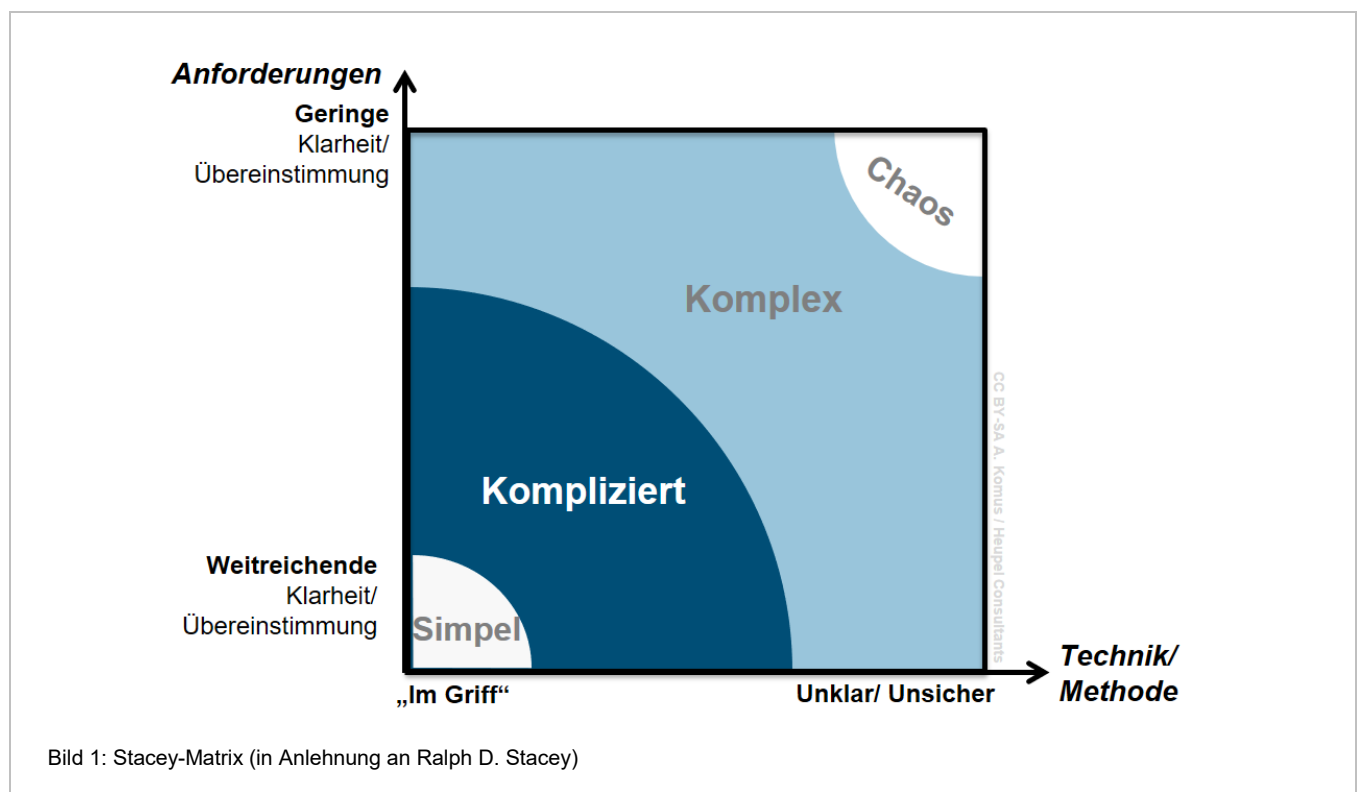 Anforderungen
Geringe
Klarheit/
Übereinstimmung
Chaos
Komplex
Kompliziert
Weitreichende
Klarheit/
Übereinstimmung
Simpel
CC BY-SA A. Komus / Heupel Consultants
Technik/
Methode
„Im Griff“
Unklar/ Unsicher
Bild 1: Stacey-Matrix (in Anlehnung an Ralph D. Stacey)